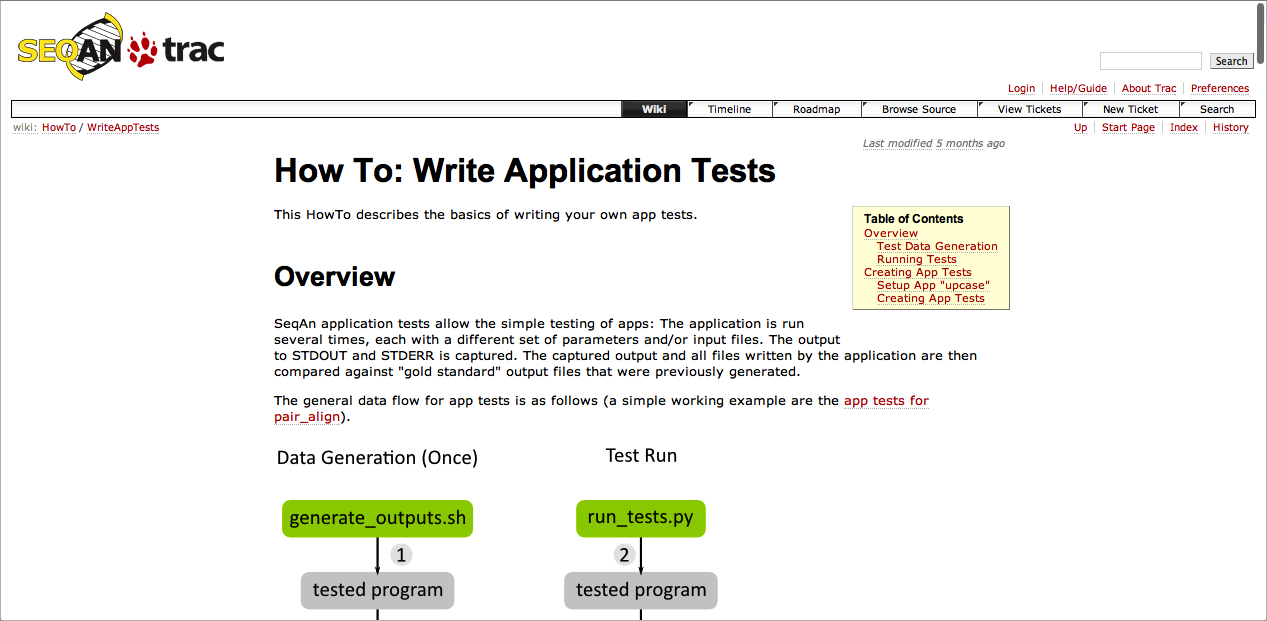 SEQAN trac
Search
Login Help/Guide About Trac Preferences
Wiki Timeline Roadmap Browse Source View Tickets New Ticket Search
wiki: HowTo / WriteAppTests
Up Start Page Index History
Last modified 5 months ago
How To: Write Application Tests
This HowTo describes the basics of writing your own app tests.
Table of Contents
Overview
Test Data Generation
Running Tests
Creating App Tests
Setup App "upcase"
Creating App Tests
Overview
SeqAn application tests allow the simple testing of apps: The application is run
several times, each with a different set of parameters and/or input files. The output
to STDOUT and STDERR is captured. The captured output and all files written by the application are then
compared against "gold standard" output files that were previously generated.
The general data flow for app tests is as follows (a simple working example are the app tests for
pair_align).
Data Generation (Once)
Test Run
generate_outputs.sh
run_tests.py
1
2
tested program
tested program